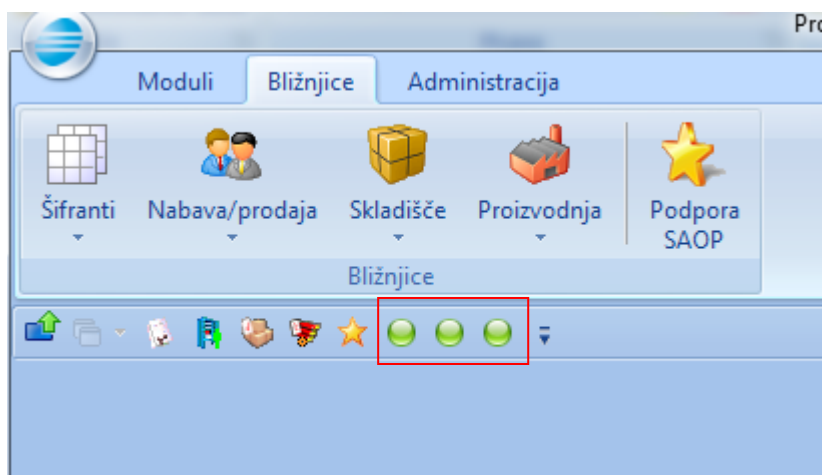 Pro
Moduli Bližnjice Administracija
Šifranti Nabava/prodaja Skladišče Proizvodnja Podpora
SAOP
Bližnjice